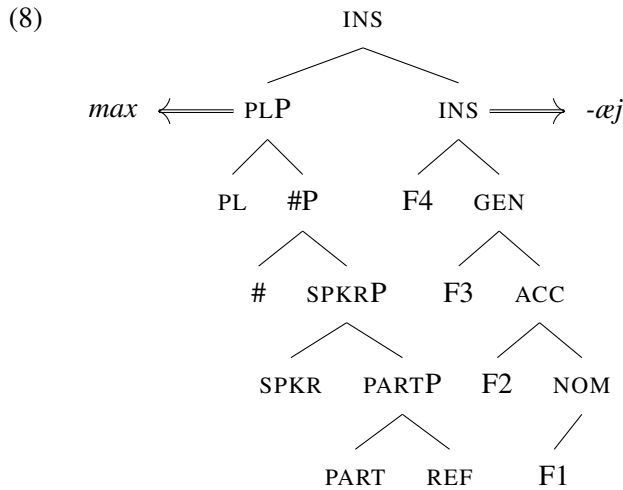 (8) INS
max PLP INS -æj
PL #P F4 GEN
# SPKRP F3 ACC
SPKR PARTP F2 NOM
PART REF F1